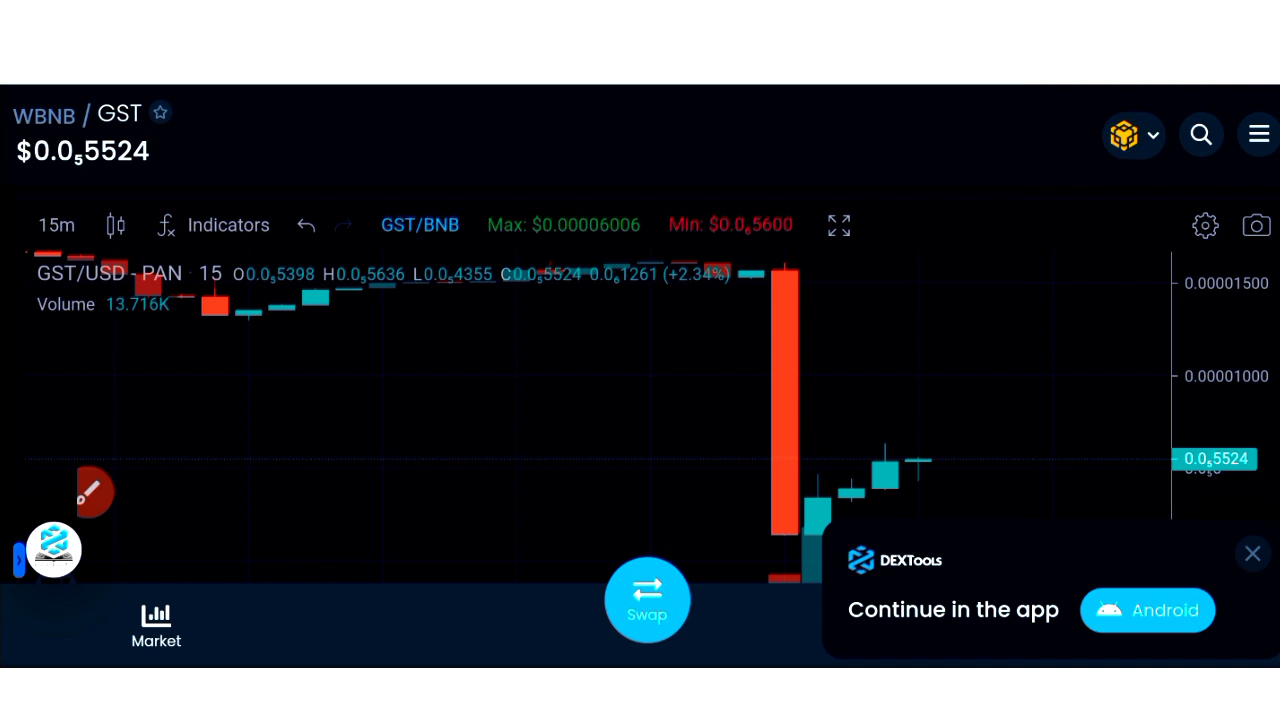 WBNB / GST
$0.0₅5524
15m Indicators GST/BNB Max: $0.00006006 Min: $0.0₆5600
GST/USD - PAN 15 O0.0₅5398 H0.0₅5636 L0.0₅4355 C0.0₅5524 0.0₆1261 (+2.34%)
Volume 13.716K
0.00001500
0.00001000
0.0₅5524
DEXTools
Continue in the app
Android
Swap
Market